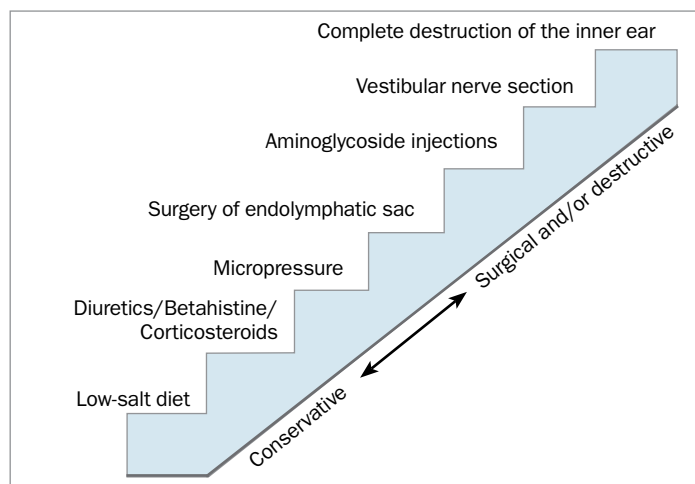 Complete destruction of the inner ear
Vestibular nerve section
Aminoglycoside injections
Surgery of endolymphatic sac
Micropressure
Diuretics/Betahistine/
Corticosteroids
Low-salt diet
Conservative
Surgical and/or destructive